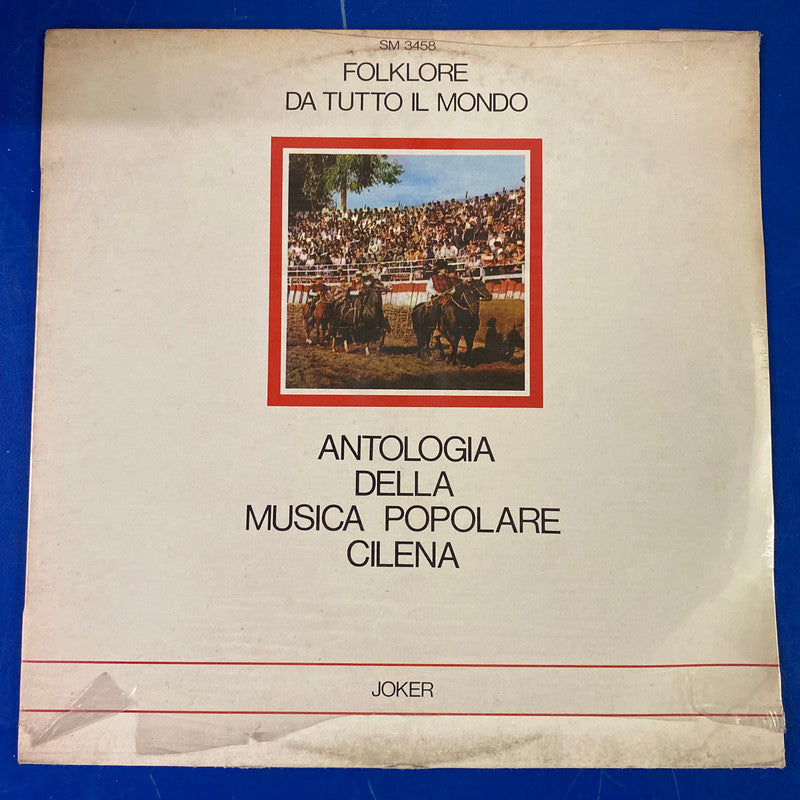 SM 3458
FOLKLORE
DA TUTTO IL MONDO
ANTOLOGIA
DELLA
MUSICA POPOLARE
CILENA
JOKER